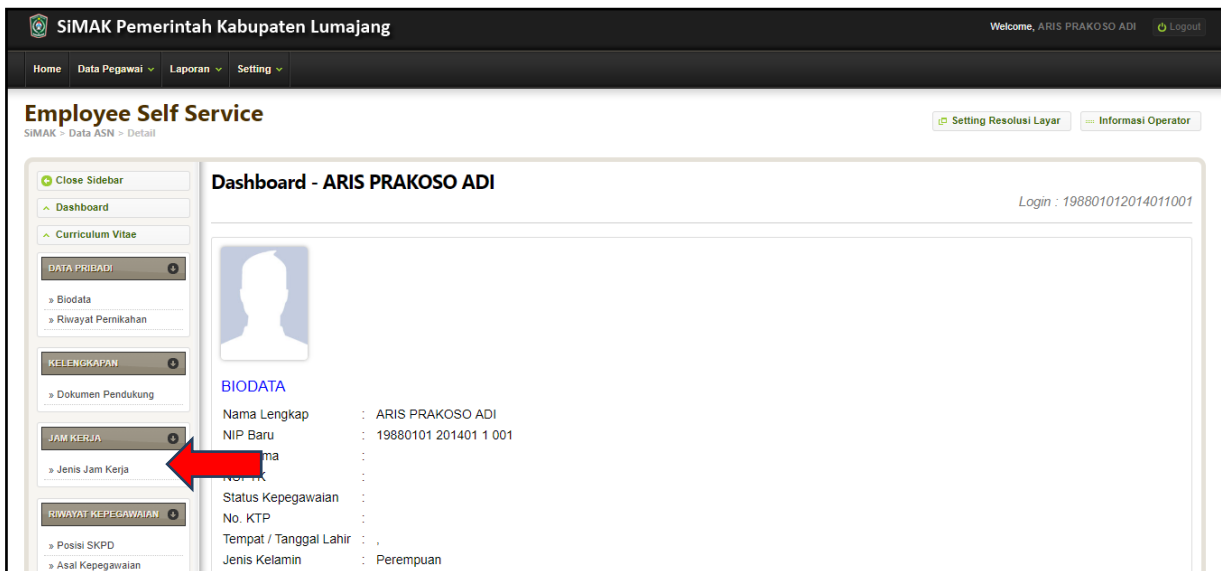 SiMAK Pemerintah Kabupaten Lumajang
Welcome, ARIS PRAKOSO ADI Logout
Home Data Pegawai Laporan Setting
Employee Self Service
SiMAK > Data ASN > Detail
Setting Resolusi Layar Informasi Operator
Close Sidebar
Dashboard
Curriculum Vitae
DATA PRIBADI
» Biodata
» Riwayat Pernikahan
KELENGKAPAN
» Dokumen Pendukung
JAM KERJA
» Jenis Jam Kerja
RIWAYAT KEPEGAWAIAN
» Posisi SKPD
» Asal Kepegawaian
Dashboard - ARIS PRAKOSO ADI
Login : 198801012014011001
BIODATA
Nama Lengkap : ARIS PRAKOSO ADI
NIP Baru : 19880101 201401 1 001
:
:
Status Kepegawaian :
No. KTP :
Tempat / Tanggal Lahir : ,
Jenis Kelamin : Perempuan